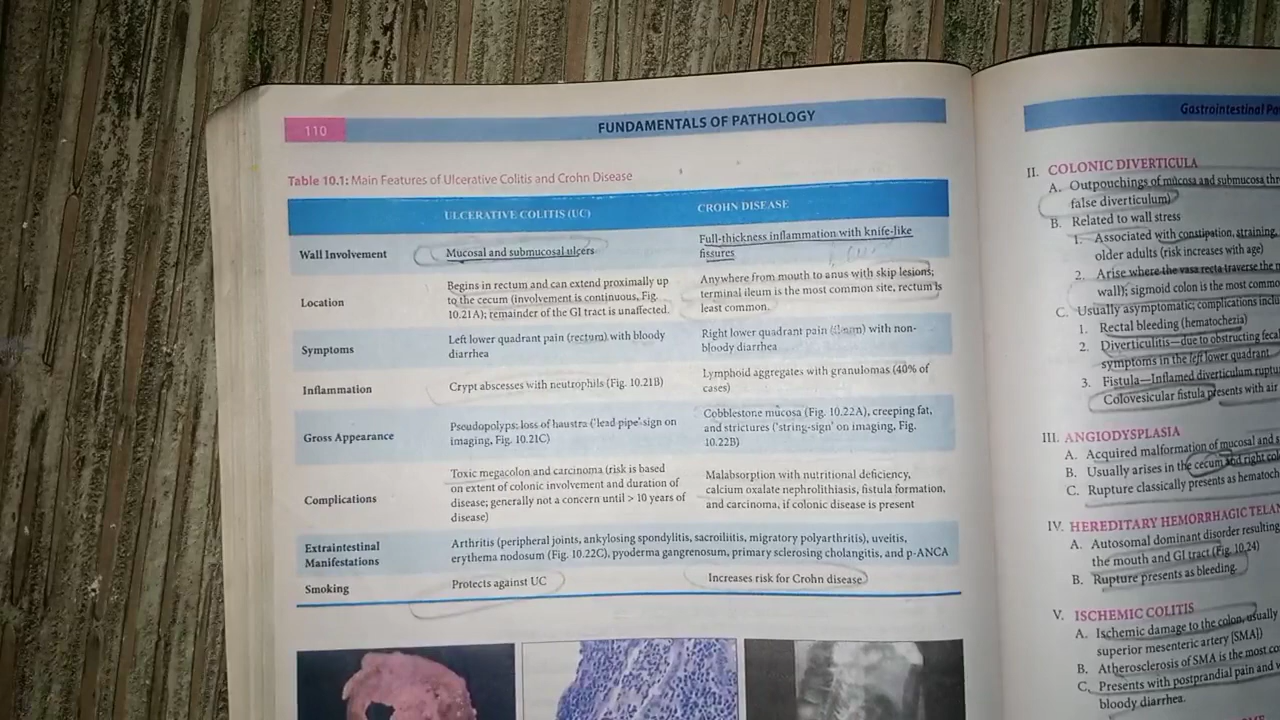 110
FUNDAMENTALS OF PATHOLOGY
Table 10.1: Main Features of Ulcerative Colitis and Crohn Disease
ULCERATIVE COLITIS (UC)
CROHN DISEASE
Wall Involvement
Mucosal and submucosal ulcers
Full-thickness inflammation with knife-like
fissures
Location
Begins in rectum and can extend proximally up
to the cecum (involvement is continuous, Fig.
10.21A); remainder of the GI tract is unaffected.
Anywhere from mouth to anus with skip lesions;
terminal ileum is the most common site, rectum is
least common.
Symptoms
Left lower quadrant pain (rectum) with bloody
diarrhea
Right lower quadrant pain (ileum) with non-
bloody diarrhea
Inflammation
Crypt abscesses with neutrophils (Fig. 10.21B)
Lymphoid aggregates with granulomas (40% of
cases)
Gross Appearance
Pseudopolyps; loss of haustra ('lead pipe' sign on
imaging, Fig. 10.21C)
Cobblestone mucosa (Fig. 10.22A), creeping fat,
and strictures ('string-sign' on imaging, Fig.
10.22B)
Complications
Toxic megacolon and carcinoma (risk is based
on extent of colonic involvement and duration of
disease; generally not a concern until > 10 years of
disease)
Malabsorption with nutritional deficiency,
calcium oxalate nephrolithiasis, fistula formation,
and carcinoma, if colonic disease is present
Extraintestinal
Manifestations
Arthritis (peripheral joints, ankylosing spondylitis, sacroiliitis, migratory polyarthritis), uveitis,
erythema nodosum (Fig. 10.22C), pyoderma gangrenosum, primary sclerosing cholangitis, and p-ANCA
Smoking
Protects against UC
Increases risk for Crohn disease
Gastrointestinal
II. COLONIC DIVERTICULA
A. Outpouchings of mucosa and submucosa
false diverticulum)
B. Related to wall stress
1. Associated with constipation, straining,
older adults (risk increases with age)
2. Arise where the vasa recta traverse the
wall); sigmoid colon is the most
C. Usually asymptomatic; complications
1. Rectal bleeding (hematochezia)
2. Diverticulitis—due to obstructing
symptoms in the left lower quadrant
3. Fistula—Inflamed diverticulum
Colovesicular fistula presents with air
III. ANGIODYSPLASIA
A. Acquired malformation of mucosal and
B. Usually arises in the cecum and right
C. Rupture classically presents as
IV. HEREDITARY HEMORRHAGIC
A. Autosomal dominant disorder resulting
the mouth and GI tract (Fig. 10.24)
B. Rupture presents as bleeding.
V. ISCHEMIC COLITIS
A. Ischemic damage to the colon, usually
superior mesenteric artery [SMA])
B. Atherosclerosis of SMA is the most
C. Presents with postprandial pain and
bloody diarrhea.